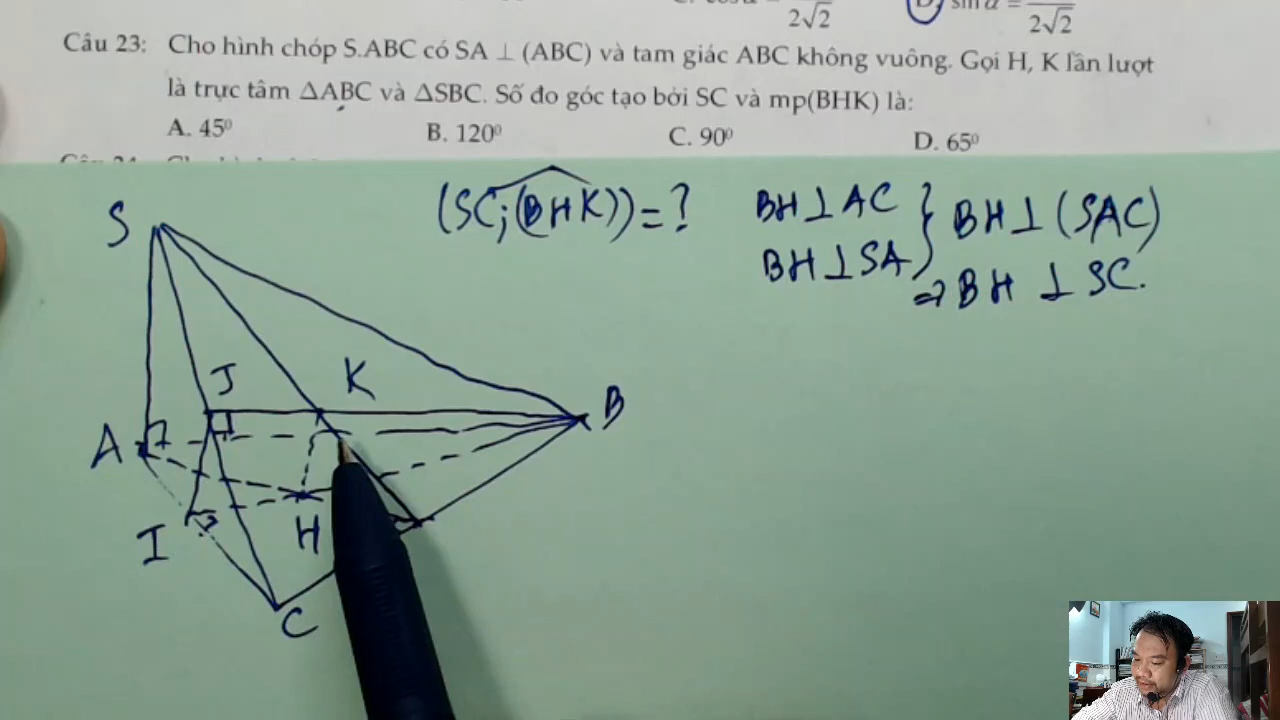 2√2
sin α =
2√2
Câu 23: Cho hình chóp S.ABC có SA ⊥ (ABC) và tam giác ABC không vuông. Gọi H, K lần lượt
là trực tâm ΔABC và ΔSBC. Số đo góc tạo bởi SC và mp(BHK) là:
A. 45⁰ B. 120⁰ C. 90⁰ D. 65⁰
(SC;(BHK)) = ?
BH ⊥ AC } BH ⊥ (SAC)
BH ⊥ SA
⇒ BH ⊥ SC.
S
J
K
B
A
H
I
C